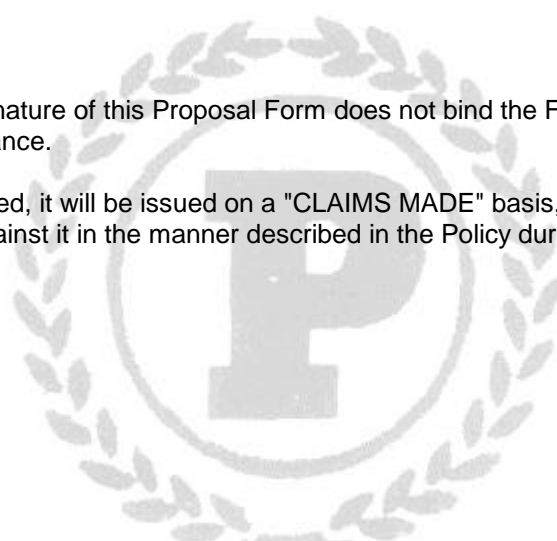 nature of this Proposal Form does not bind the F
ance.
ed, it will be issued on a "CLAIMS MADE" basis,
ainst it in the manner described in the Policy dur
P